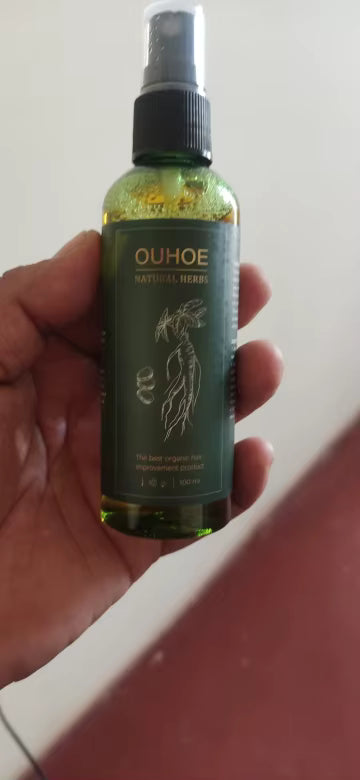 OUHOE
NATURAL HERBS
The best organic hair
improvement product
100 ml